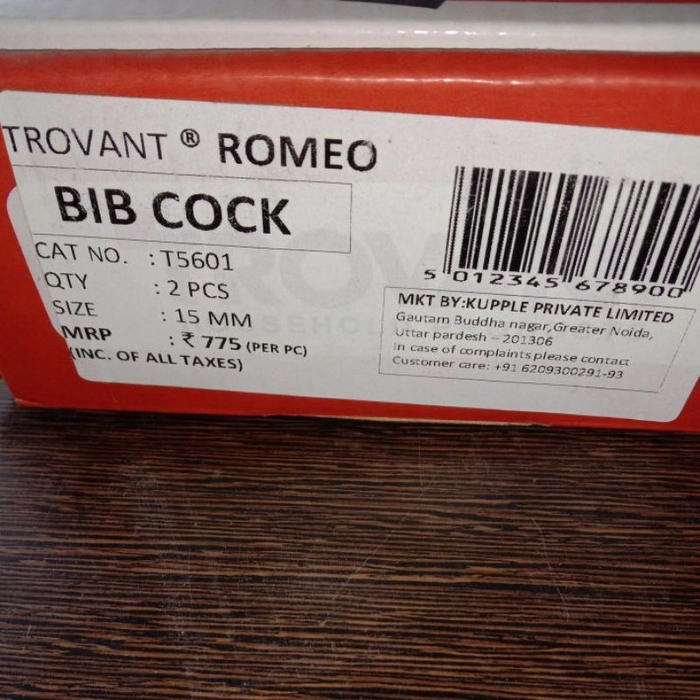 TROVANT ® ROMEO
BIB COCK
CAT NO. : T5601
QTY : 2 PCS
SIZE : 15 MM
MRP : ₹ 775 (PER PC)
(INC. OF ALL TAXES)
5 012345 678900
MKT BY:KUPPLE PRIVATE LIMITED
Gautam Buddha nagar,Greater Noida,
Uttar pardesh – 201306
In case of complaints please contact
Customer care: +91 6209300291-93